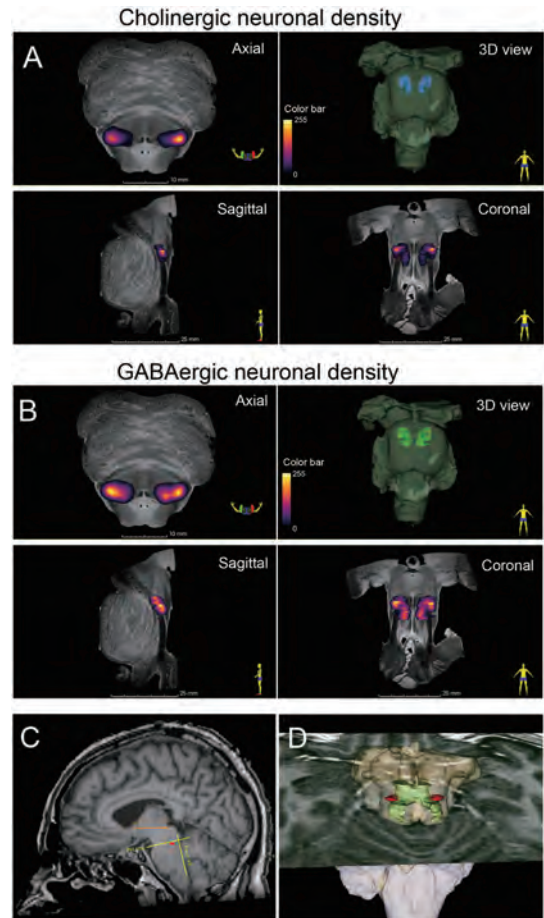 Cholinergic neuronal density
A
Axial
3D view
Color bar
255
0
10 mm
Sagittal
Coronal
25 mm
25 mm
GABAergic neuronal density
B
Axial
3D view
Color bar
255
0
10 mm
Sagittal
Coronal
25 mm
25 mm
C
D